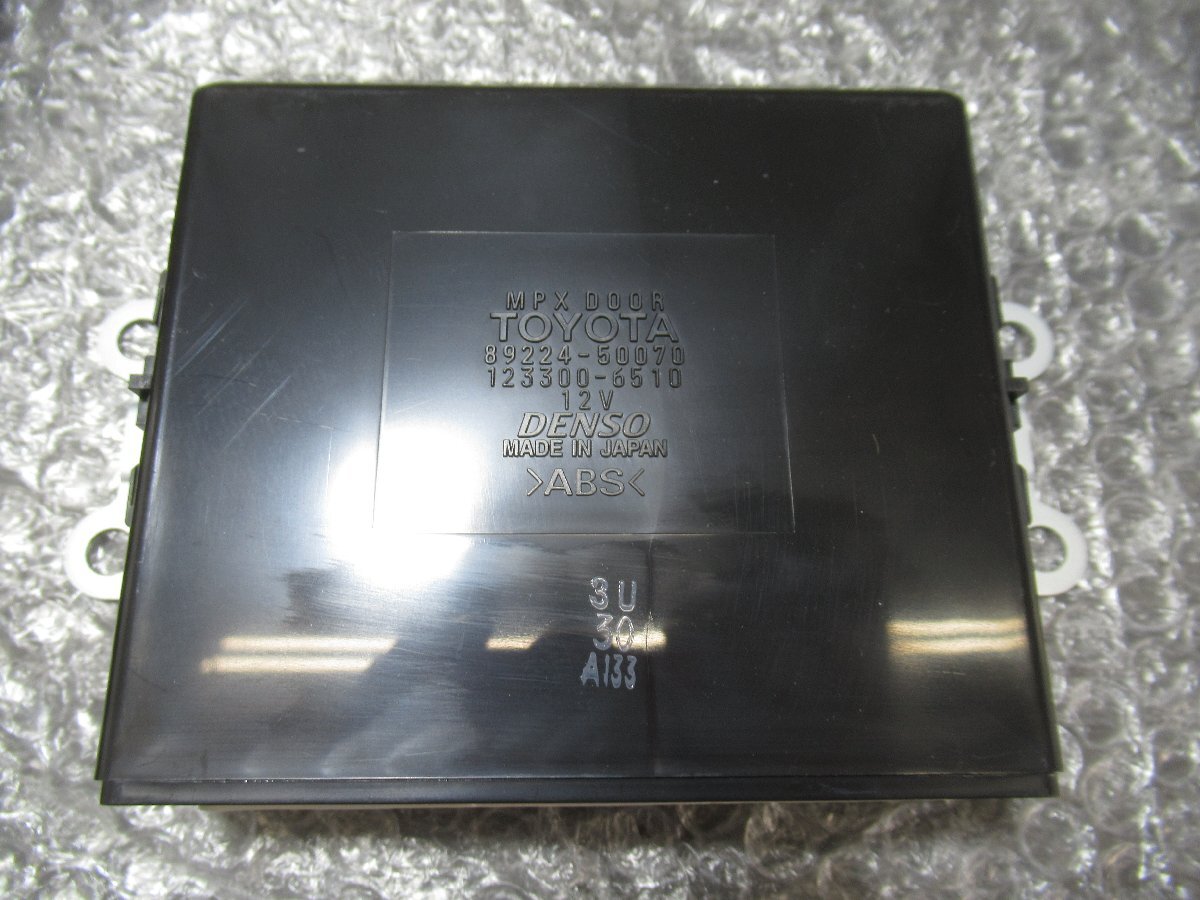 MPX DOOR
TOYOTA
89224-50070
123300-6510
12V
DENSO
MADE IN JAPAN
>ABS<
3U
30
A133